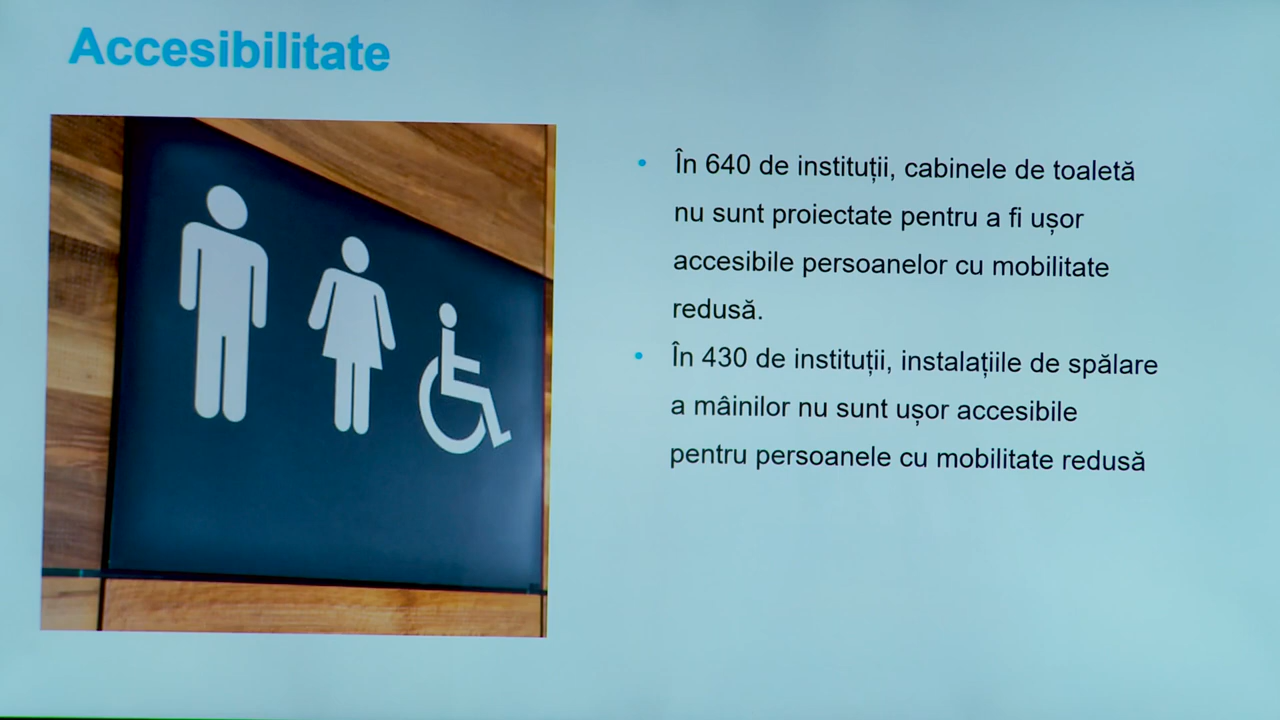 Accesibilitate
• În 640 de instituții, cabinele de toaletă
nu sunt proiectate pentru a fi ușor
accesibile persoanelor cu mobilitate
redusă.
• În 430 de instituții, instalațiile de spălare
a mâinilor nu sunt ușor accesibile
pentru persoanele cu mobilitate redusă